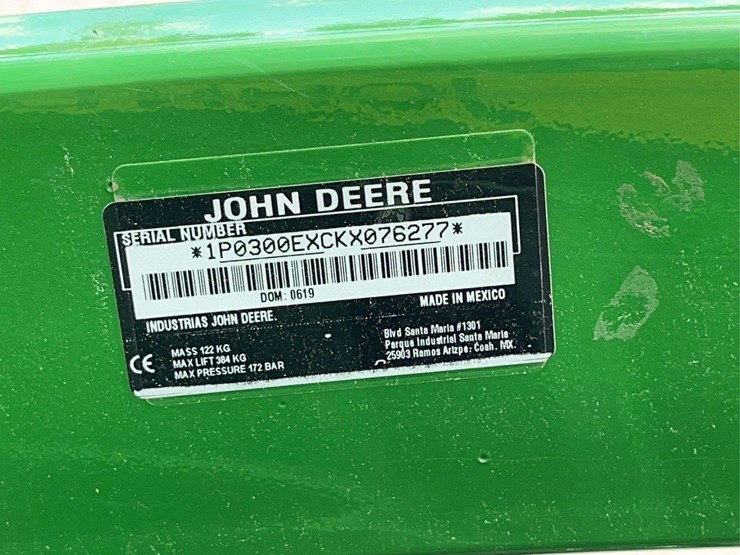 JOHN DEERE
SERIAL NUMBER
*1P0300EXCKX076277*
DOM: 0619
MADE IN MEXICO
INDUSTRIAS JOHN DEERE.
CE
MASS 122 KG
MAX LIFT 384 KG
MAX PRESSURE 172 BAR
Blvd Santa Maria #1301
Parque Industrial Santa Maria
25903 Ramos Arizpe: Coah. MX.